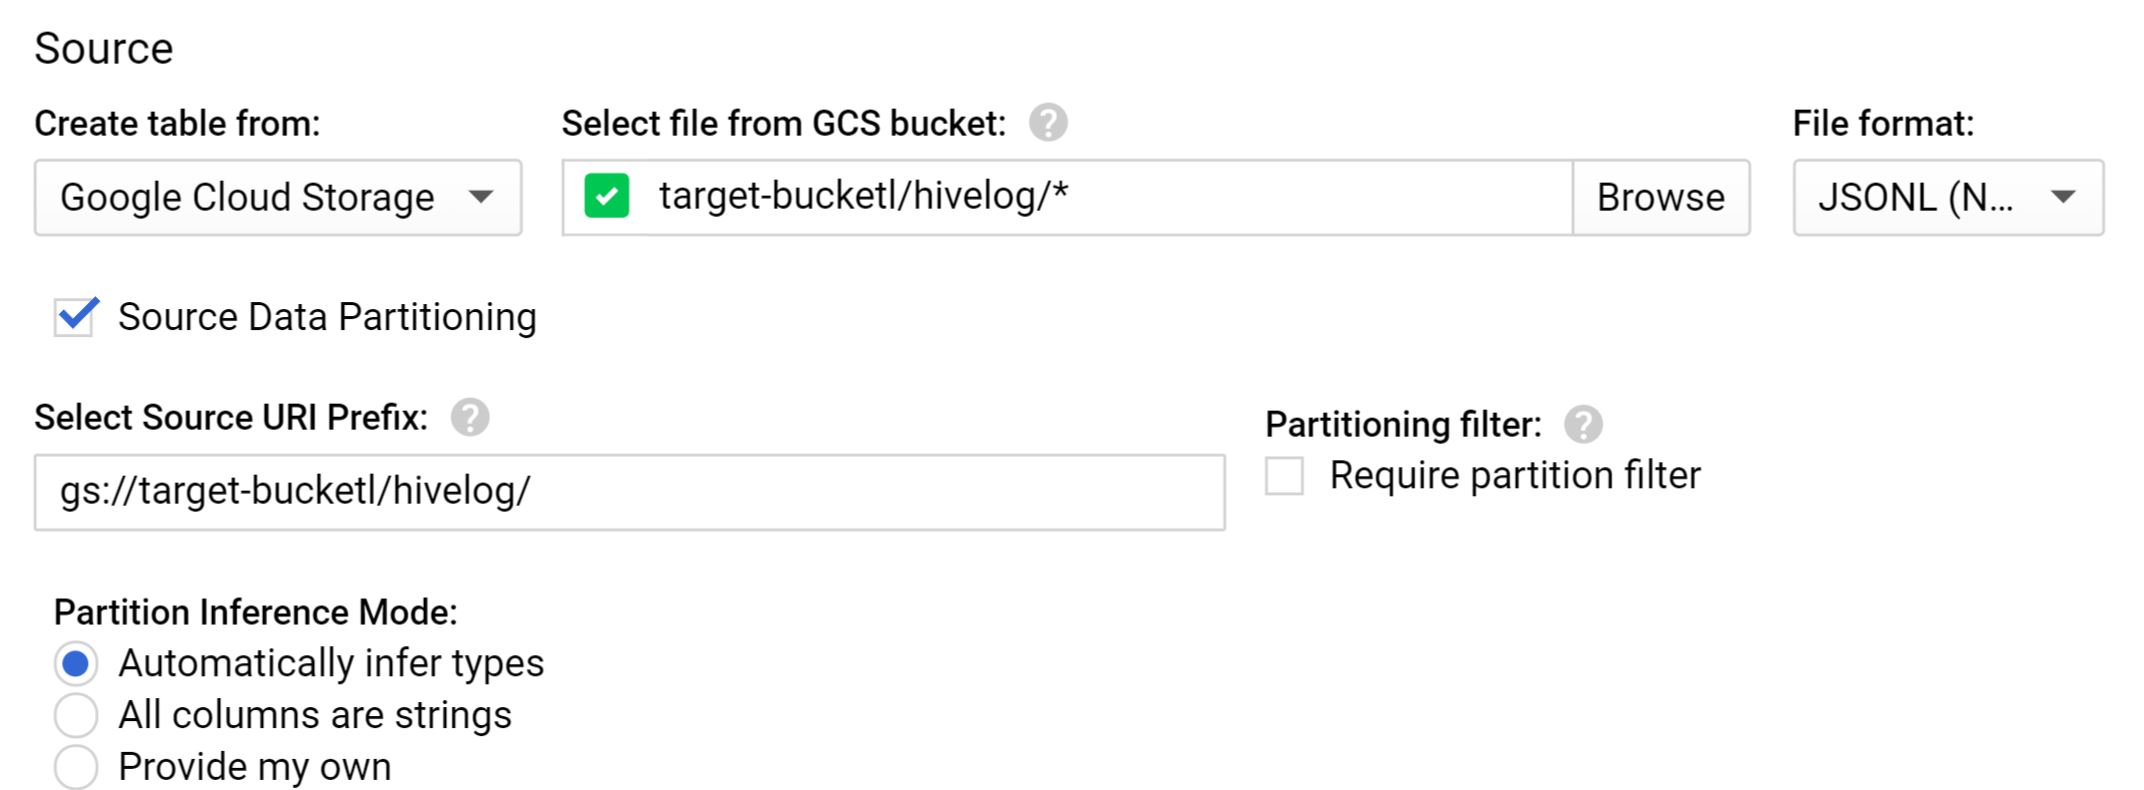 Source
Create table from: Select file from GCS bucket: ? File format:
Google Cloud Storage target-bucketl/hivelog/* Browse JSONL (N...
Source Data Partitioning
Select Source URI Prefix: ? Partitioning filter: ?
gs://target-bucketl/hivelog/ Require partition filter
Partition Inference Mode:
Automatically infer types
All columns are strings
Provide my own